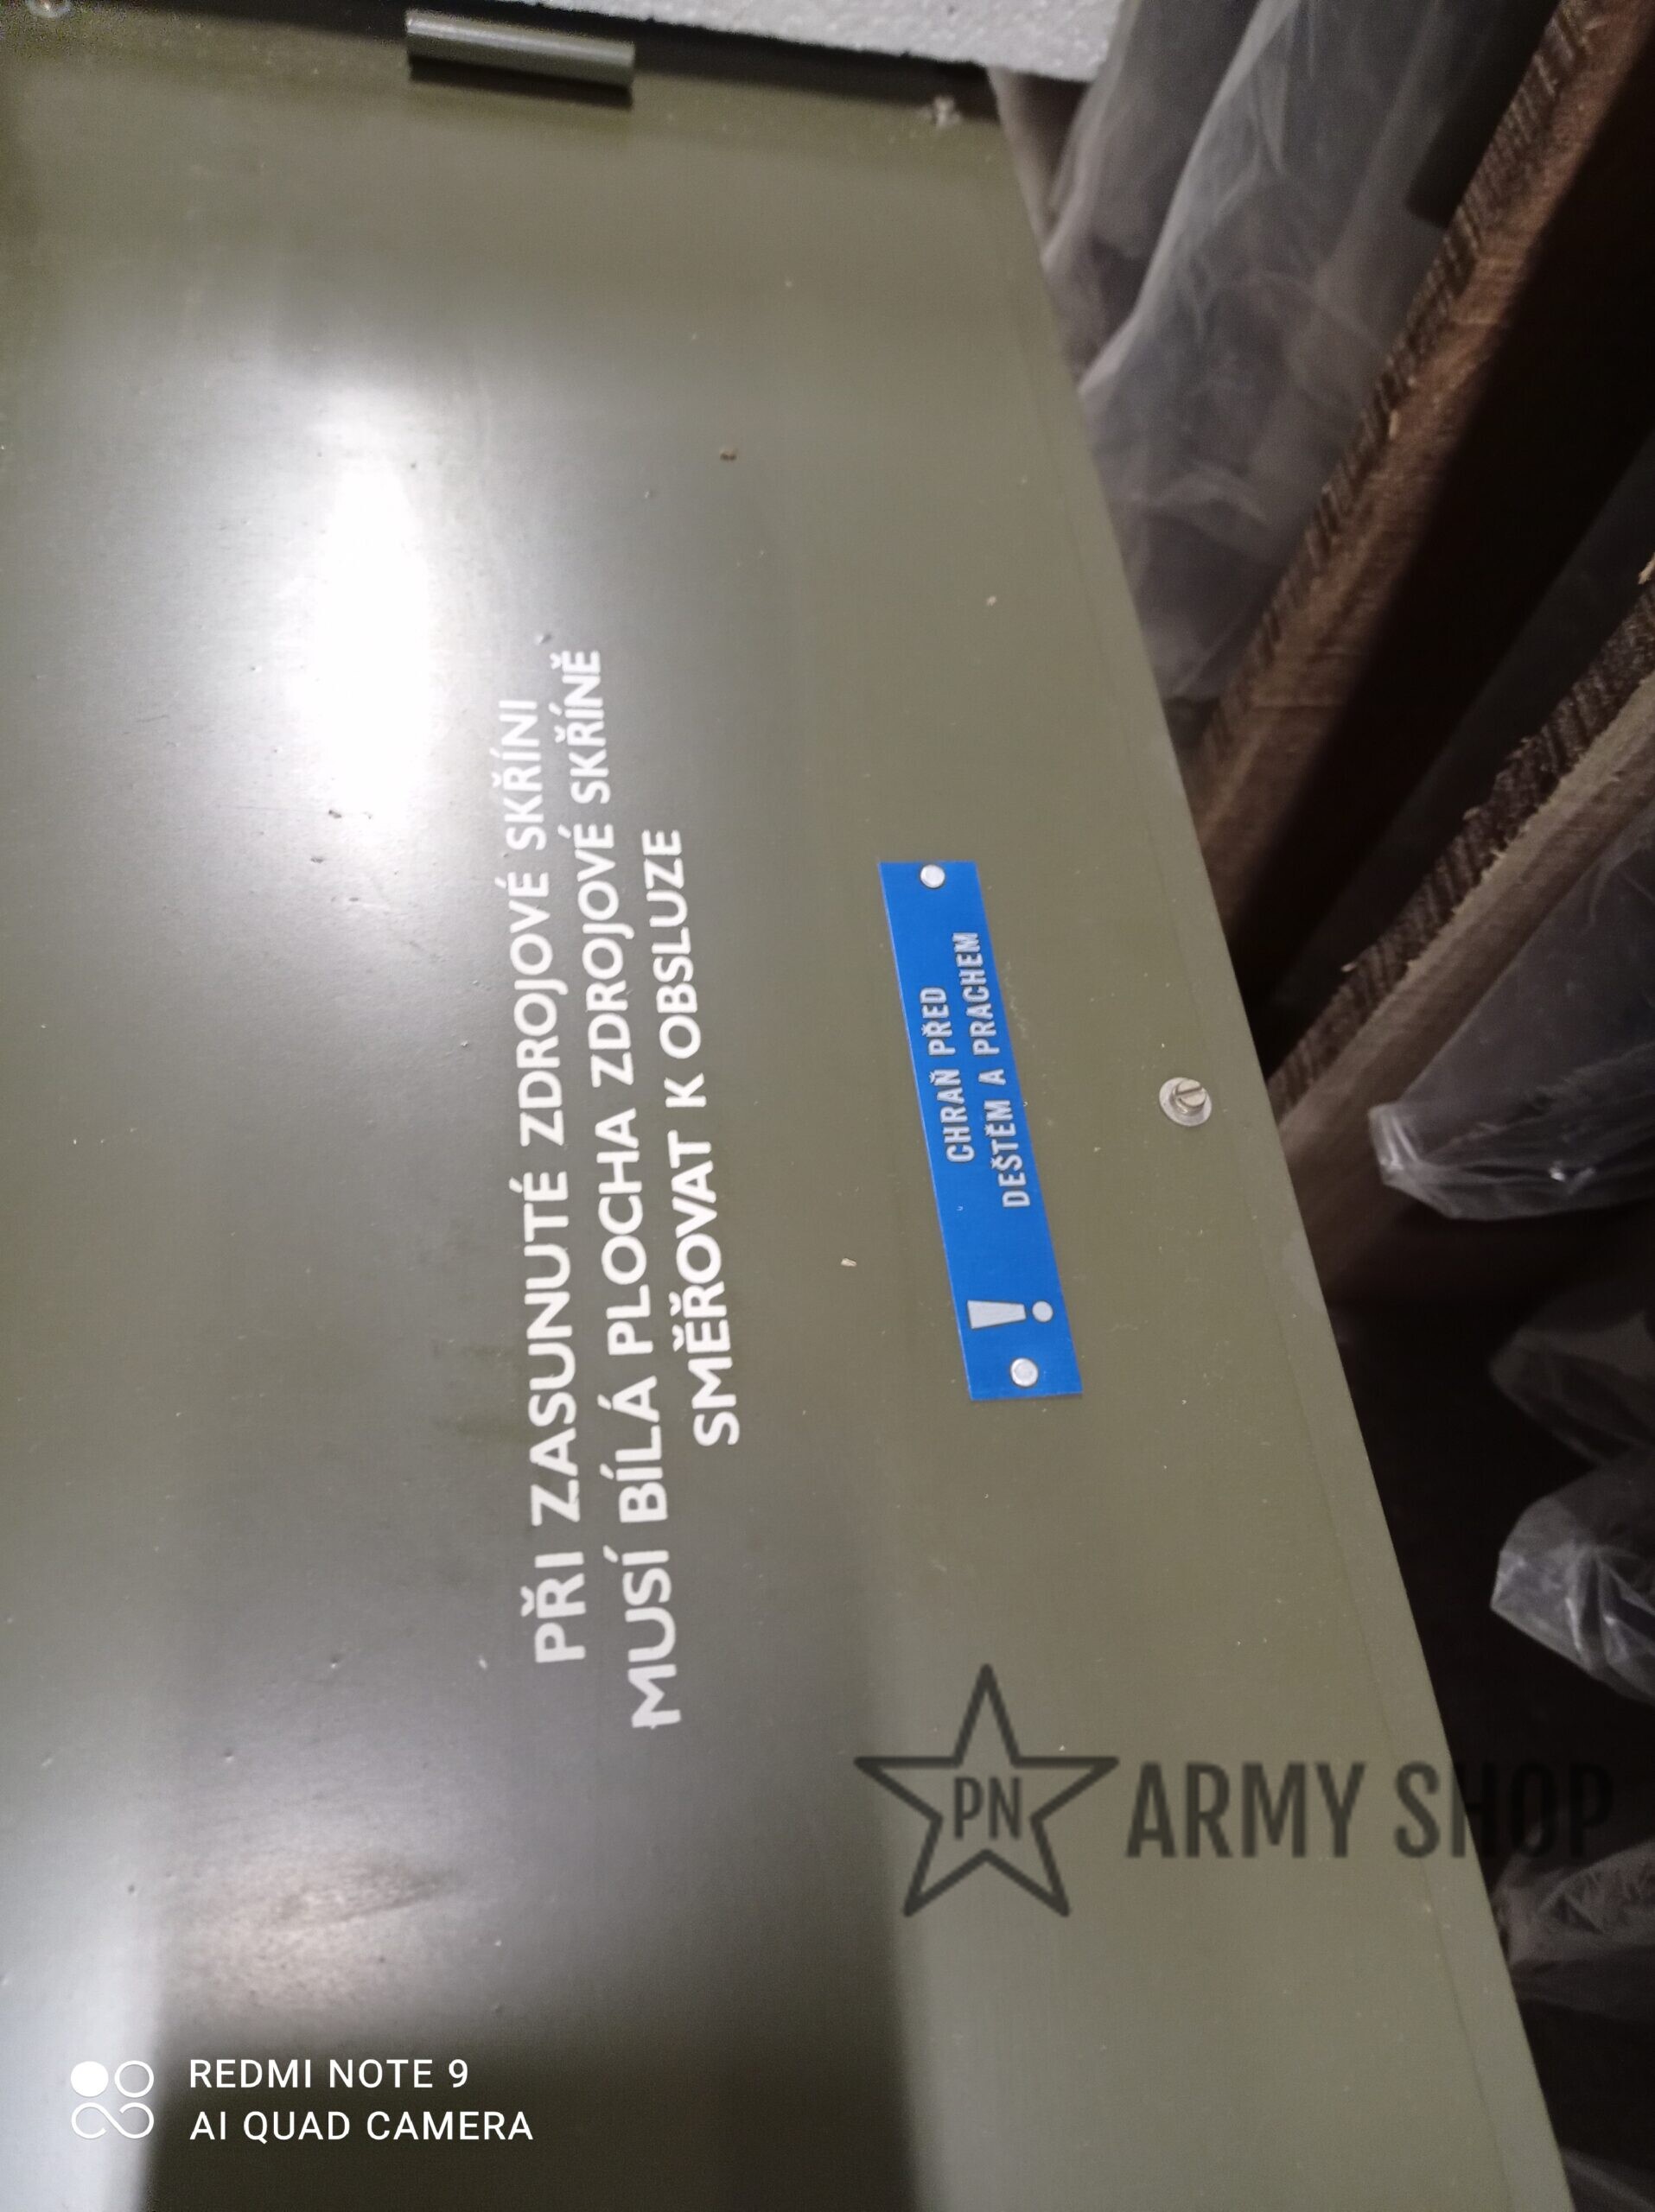 PŘI ZASUNUTÉ ZDROJOVÉ SKŘÍNI
MUSÍ BÍLÁ PLOCHA ZDROJOVÉ SKŘÍNĚ
SMĚŘOVAT K OBSLUZE
! CHRAŇ PŘED
DEŠTĚM A PRACHEM
PN ARMY SHOP
REDMI NOTE 9
AI QUAD CAMERA